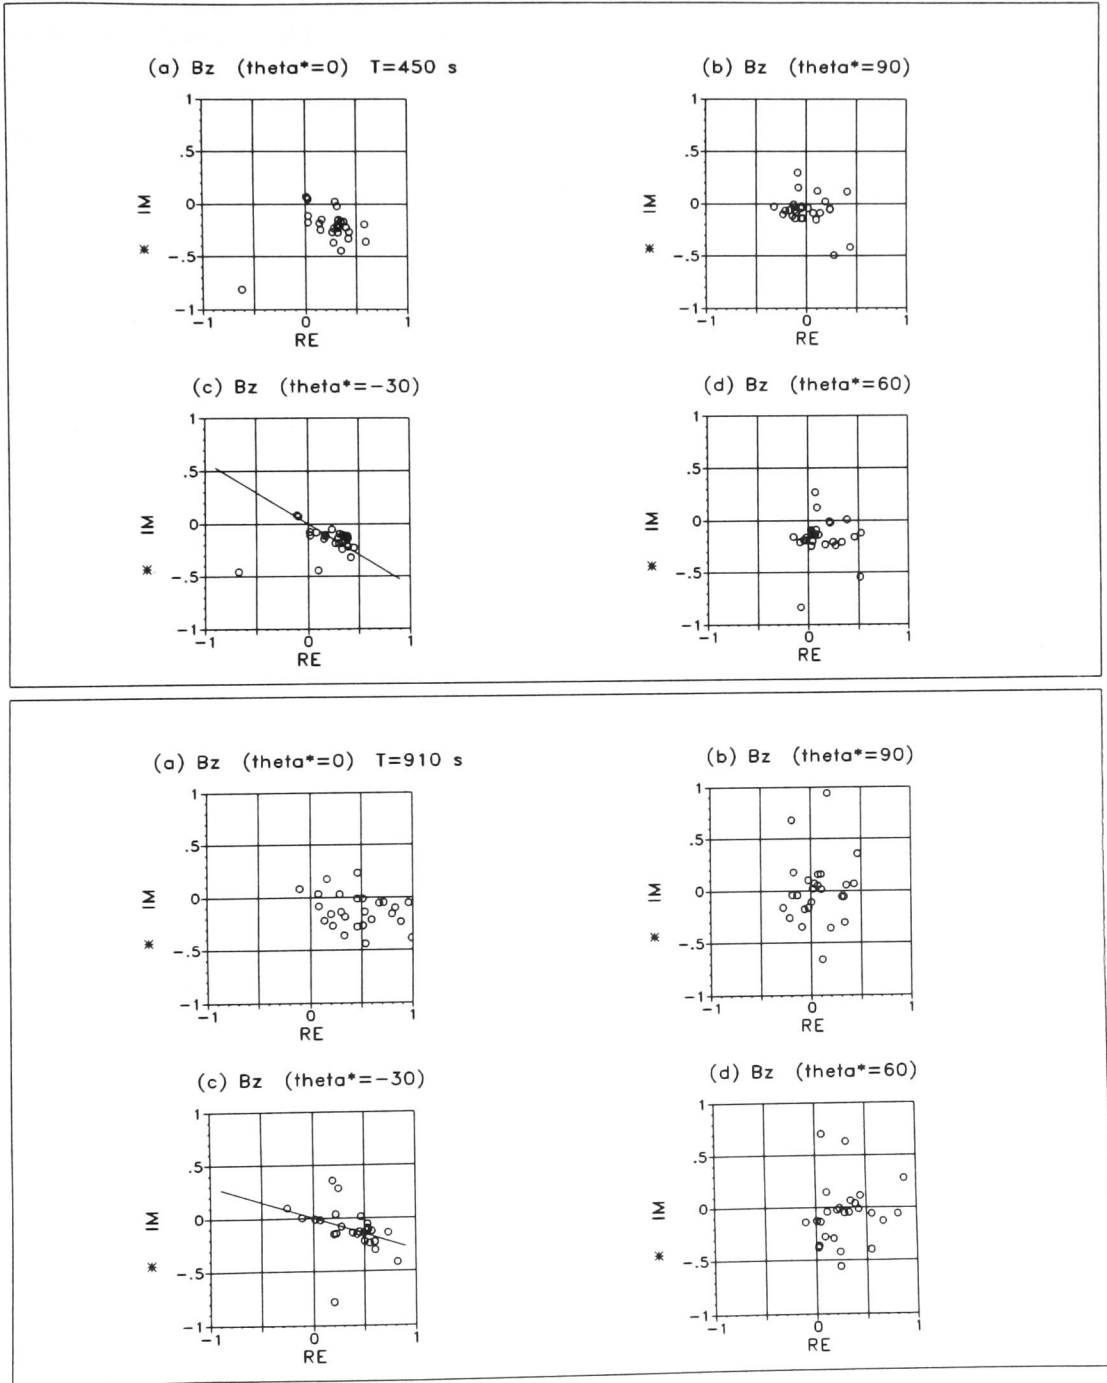 (a) Bz (theta*=0) T=450 s
(b) Bz (theta*=90)
1
.5
0
-.5
-1
* IM
-1 0 1
RE
1
.5
0
-.5
-1
* IM
-1 0 1
RE
(c) Bz (theta*=-30)
(d) Bz (theta*=60)
1
.5
0
-.5
-1
* IM
-1 0 1
RE
1
.5
0
-.5
-1
* IM
-1 0 1
RE
(a) Bz (theta*=0) T=910 s
(b) Bz (theta*=90)
1
.5
0
-.5
-1
* IM
-1 0 1
RE
1
.5
0
-.5
-1
* IM
-1 0 1
RE
(c) Bz (theta*=-30)
(d) Bz (theta*=60)
1
.5
0
-.5
-1
* IM
-1 0 1
RE
1
.5
0
-.5
-1
* IM
-1 0 1
RE